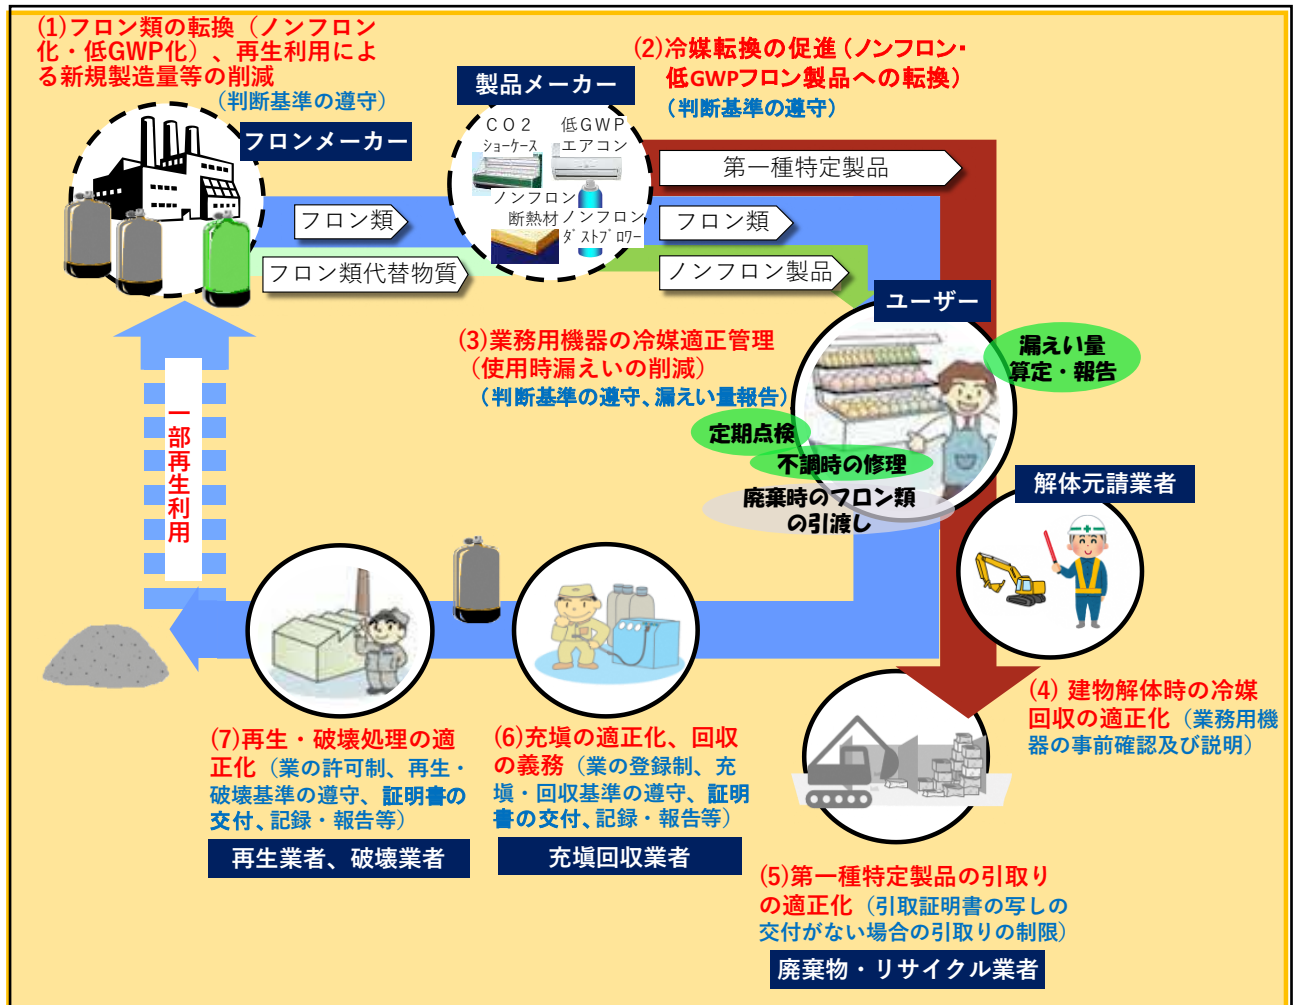 (1)フロン類の転換（ノンフロン
化・低GWP化）、再生利用によ
る新規製造量等の削減
（判断基準の遵守）
フロンメーカー
製品メーカー
(2)冷媒転換の促進（ノンフロン・
低GWPフロン製品への転換）
（判断基準の遵守）
ＣＯ２
ショーケース
低ＧＷＰ
エアコン
ノンフロン
断熱材
ノンフロン
ダストブロワー
第一種特定製品
フロン類
フロン類
フロン類代替物質
ノンフロン製品
ユーザー
(3)業務用機器の冷媒適正管理
（使用時漏えいの削減）
（判断基準の遵守、漏えい量報告）
漏えい量
算定・報告
定期点検
不調時の修理
廃棄時のフロン類
の引渡し
一部再生利用
解体元請業者
(4) 建物解体時の冷媒
回収の適正化（業務用機
器の事前確認及び説明）
(7)再生・破壊処理の適
正化（業の許可制、再生・
破壊基準の遵守、証明書の
交付、記録・報告等）
再生業者、破壊業者
(6)充塡の適正化、回収
の義務（業の登録制、充
塡・回収基準の遵守、証明
書の交付、記録・報告等）
充塡回収業者
(5)第一種特定製品の引取り
の適正化（引取証明書の写しの
交付がない場合の引取りの制限）
廃棄物・リサイクル業者